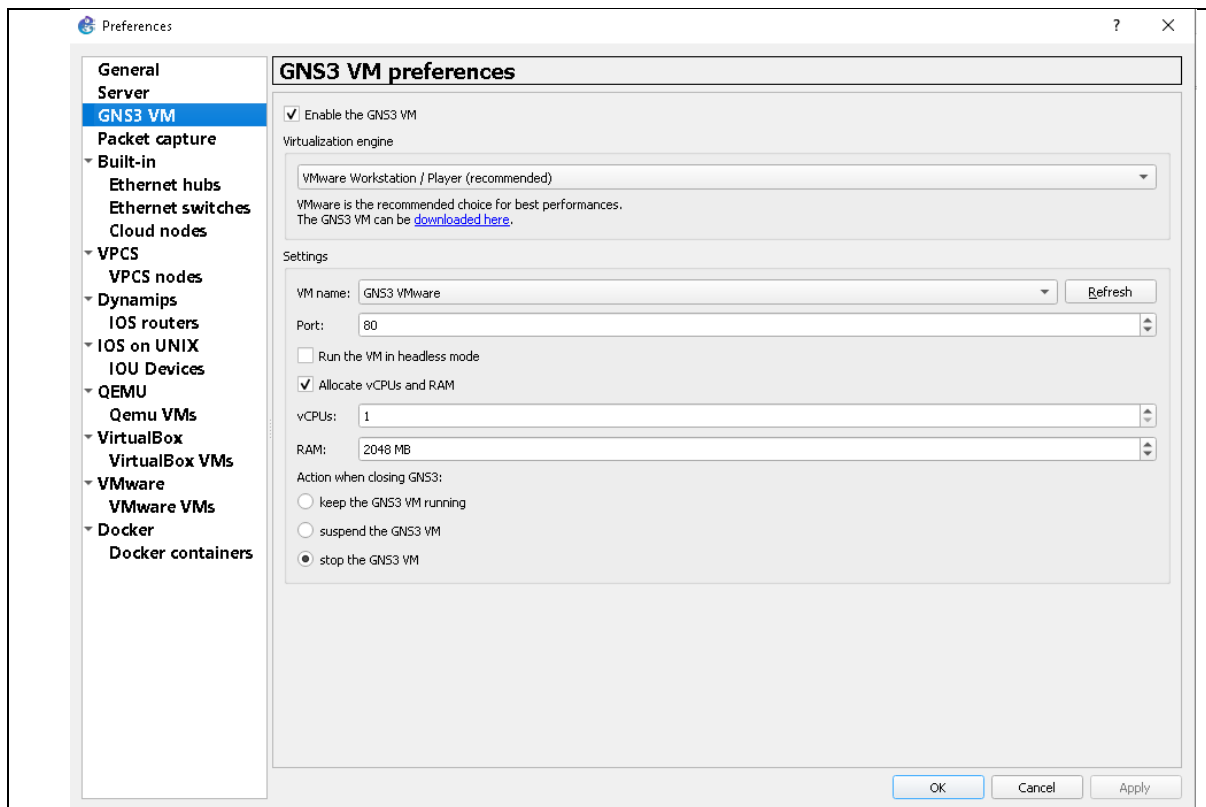 Preferences
?
General
Server
GNS3 VM
Packet capture
Built-in
Ethernet hubs
Ethernet switches
Cloud nodes
VPCS
VPCS nodes
Dynamips
IOS routers
IOS on UNIX
IOU Devices
QEMU
Qemu VMs
VirtualBox
VirtualBox VMs
VMware
VMware VMs
Docker
Docker containers
GNS3 VM preferences
Enable the GNS3 VM
Virtualization engine
VMware Workstation / Player (recommended)
VMware is the recommended choice for best performances.
The GNS3 VM can be downloaded here.
Settings
VM name: GNS3 VMware Refresh
Port: 80
Run the VM in headless mode
Allocate vCPUs and RAM
vCPUs: 1
RAM: 2048 MB
Action when closing GNS3:
keep the GNS3 VM running
suspend the GNS3 VM
stop the GNS3 VM
OK Cancel Apply